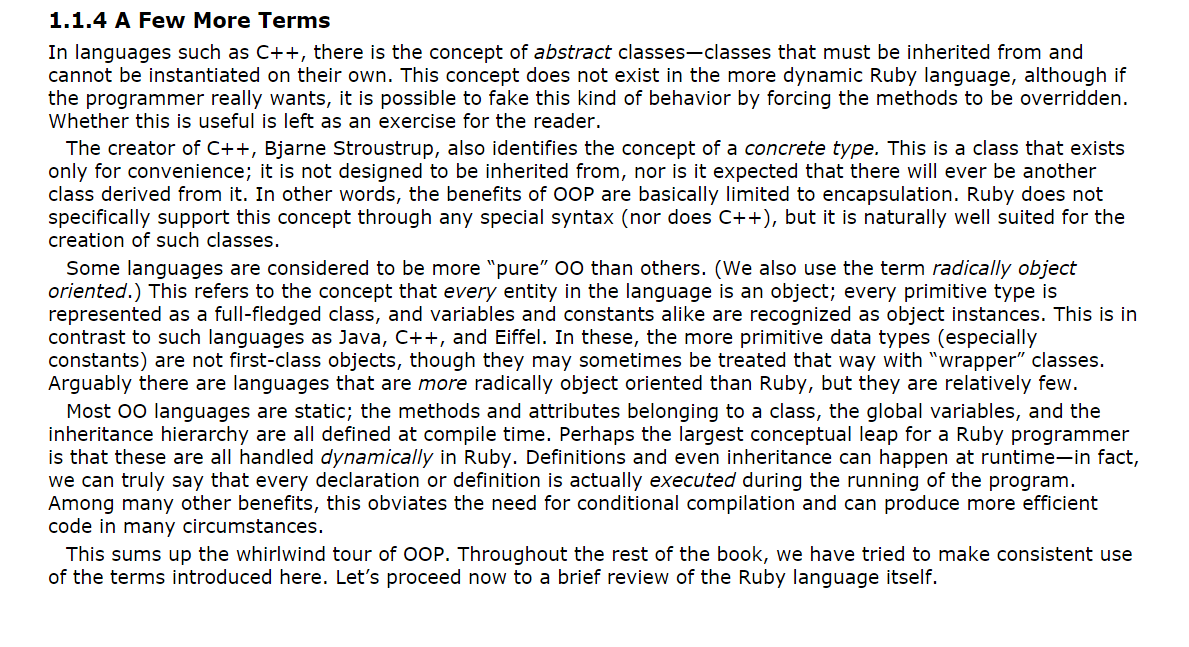 1.1.4 A Few More Terms
In languages such as C++, there is the concept of abstract classes—classes that must be inherited from and
cannot be instantiated on their own. This concept does not exist in the more dynamic Ruby language, although if
the programmer really wants, it is possible to fake this kind of behavior by forcing the methods to be overridden.
Whether this is useful is left as an exercise for the reader.
The creator of C++, Bjarne Stroustrup, also identifies the concept of a concrete type. This is a class that exists
only for convenience; it is not designed to be inherited from, nor is it expected that there will ever be another
class derived from it. In other words, the benefits of OOP are basically limited to encapsulation. Ruby does not
specifically support this concept through any special syntax (nor does C++), but it is naturally well suited for the
creation of such classes.
Some languages are considered to be more “pure” OO than others. (We also use the term radically object
oriented.) This refers to the concept that every entity in the language is an object; every primitive type is
represented as a full-fledged class, and variables and constants alike are recognized as object instances. This is in
contrast to such languages as Java, C++, and Eiffel. In these, the more primitive data types (especially
constants) are not first-class objects, though they may sometimes be treated that way with “wrapper” classes.
Arguably there are languages that are more radically object oriented than Ruby, but they are relatively few.
Most OO languages are static; the methods and attributes belonging to a class, the global variables, and the
inheritance hierarchy are all defined at compile time. Perhaps the largest conceptual leap for a Ruby programmer
is that these are all handled dynamically in Ruby. Definitions and even inheritance can happen at runtime—in fact,
we can truly say that every declaration or definition is actually executed during the running of the program.
Among many other benefits, this obviates the need for conditional compilation and can produce more efficient
code in many circumstances.
This sums up the whirlwind tour of OOP. Throughout the rest of the book, we have tried to make consistent use
of the terms introduced here. Let’s proceed now to a brief review of the Ruby language itself.